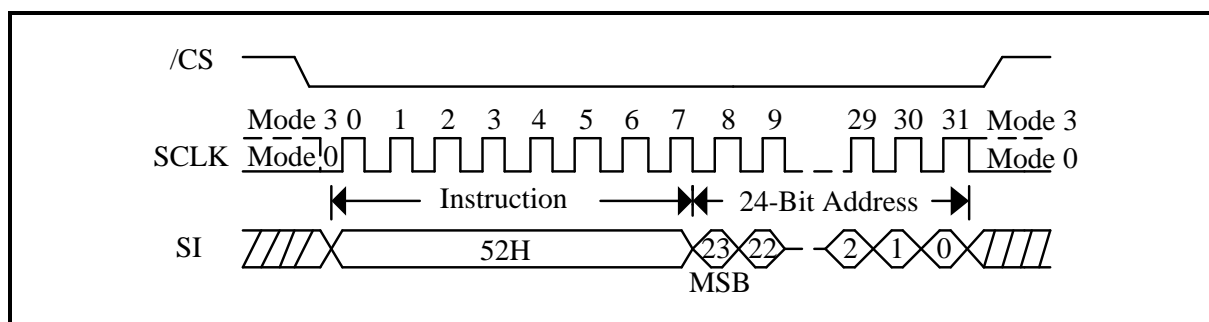 /CS
Mode 3 0 1 2 3 4 5 6 7 8 9 29 30 31 Mode 3
SCLK Mode 0 Mode 0
Instruction 24-Bit Address
SI 52H 23 22 2 1 0
MSB